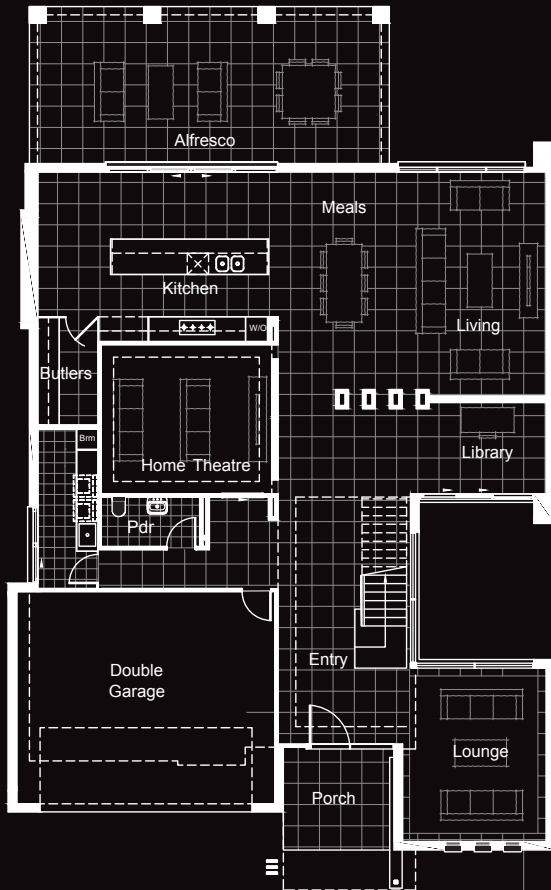 Alfresco
Meals
Kitchen
Living
W/O
Butlers
Brm
Library
Home Theatre
Pdr
Entry
Double
Garage
Lounge
Porch